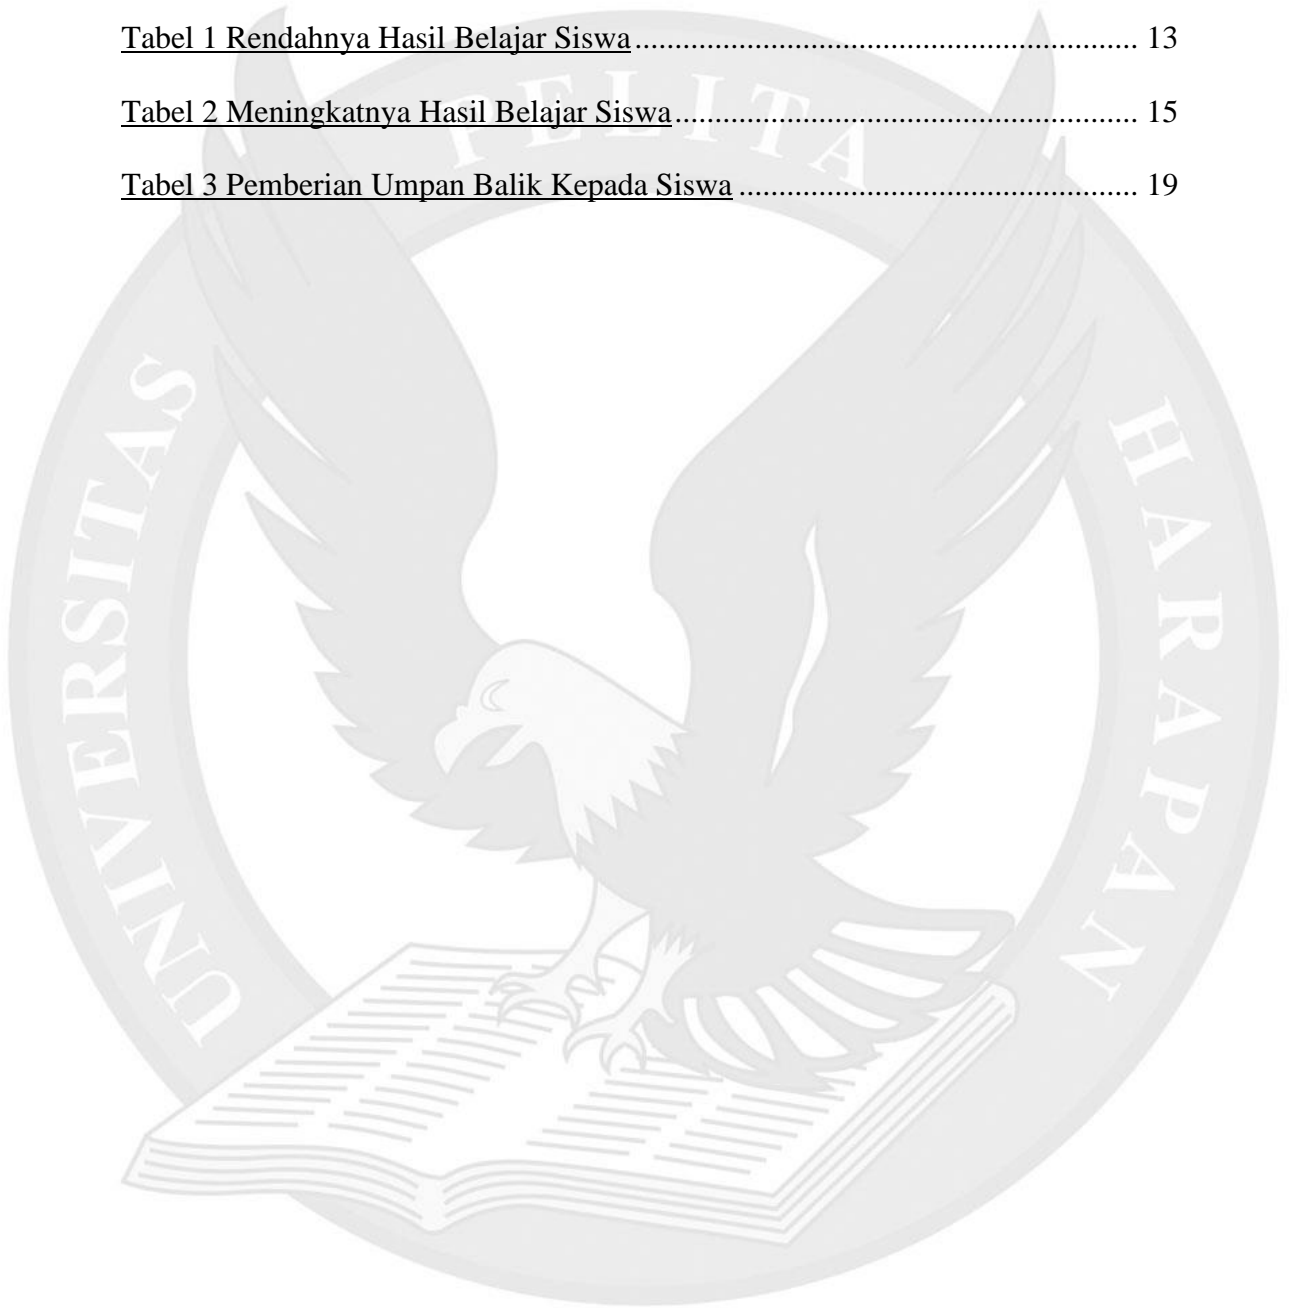 Tabel 1 Rendahnya Hasil Belajar Siswa ............................................................... 13
Tabel 2 Meningkatnya Hasil Belajar Siswa .......................................................... 15
Tabel 3 Pemberian Umpan Balik Kepada Siswa .................................................. 19
UNIVERSITAS PELITA HARAPAN